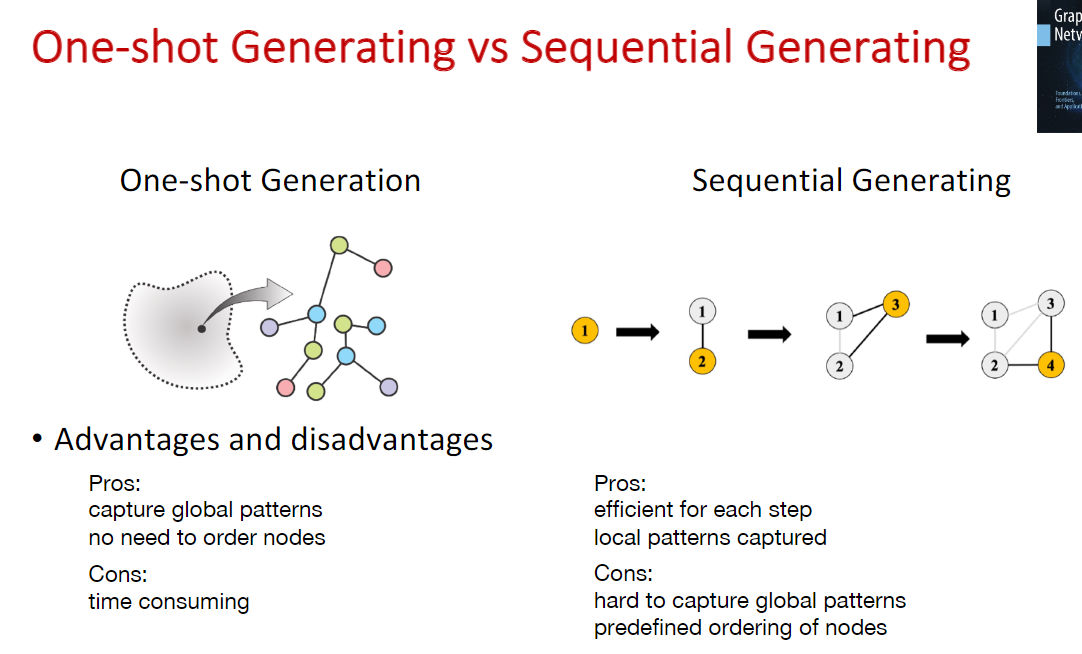 One-shot Generating vs Sequential Generating
One-shot Generation
Sequential Generating
1
1
2
1
3
2
1
3
2
4
• Advantages and disadvantages
Pros:
capture global patterns
no need to order nodes
Cons:
time consuming
Pros:
efficient for each step
local patterns captured
Cons:
hard to capture global patterns
predefined ordering of nodes
Grap
Netw
Foundations,
Frontiers,
and Applicat